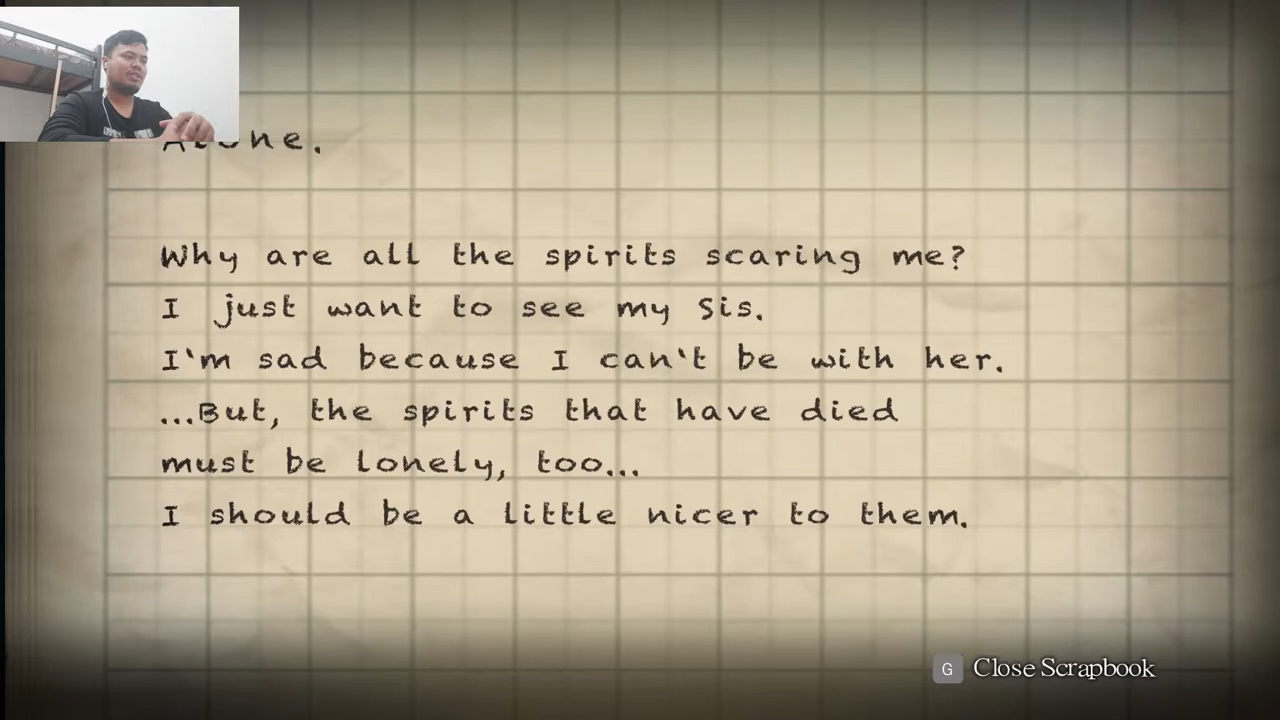 Alone.
Why are all the spirits scaring me?
I just want to see my Sis.
I'm sad because I can't be with her.
...But, the spirits that have died
must be lonely, too...
I should be a little nicer to them.
G Close Scrapbook